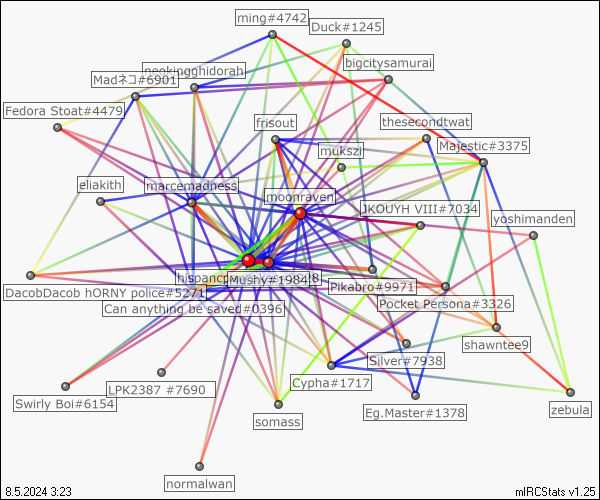 ming#4742
Duck#1245
bigcitysamurai
neokingghidorah
Madネコ#6901
Fedora Stoat#4479
frisout
thesecondtwat
mukszi
Majestic#3375
eliakith
marcemadness
moonraven
JKOUYH VIII#7034
yoshimanden
Mushy#1984
Pikabro#9971
DacobDacob hORNY police#5271
Pocket Persona#3326
Can anything be saved#0396
shawntee9
Silver#7938
Cypha#1717
LPK2387 #7690
Swirly Boi#6154
Eg.Master#1378
zebula
somass
normalwan
8.5.2024 3:23
mIRCStats v1.25